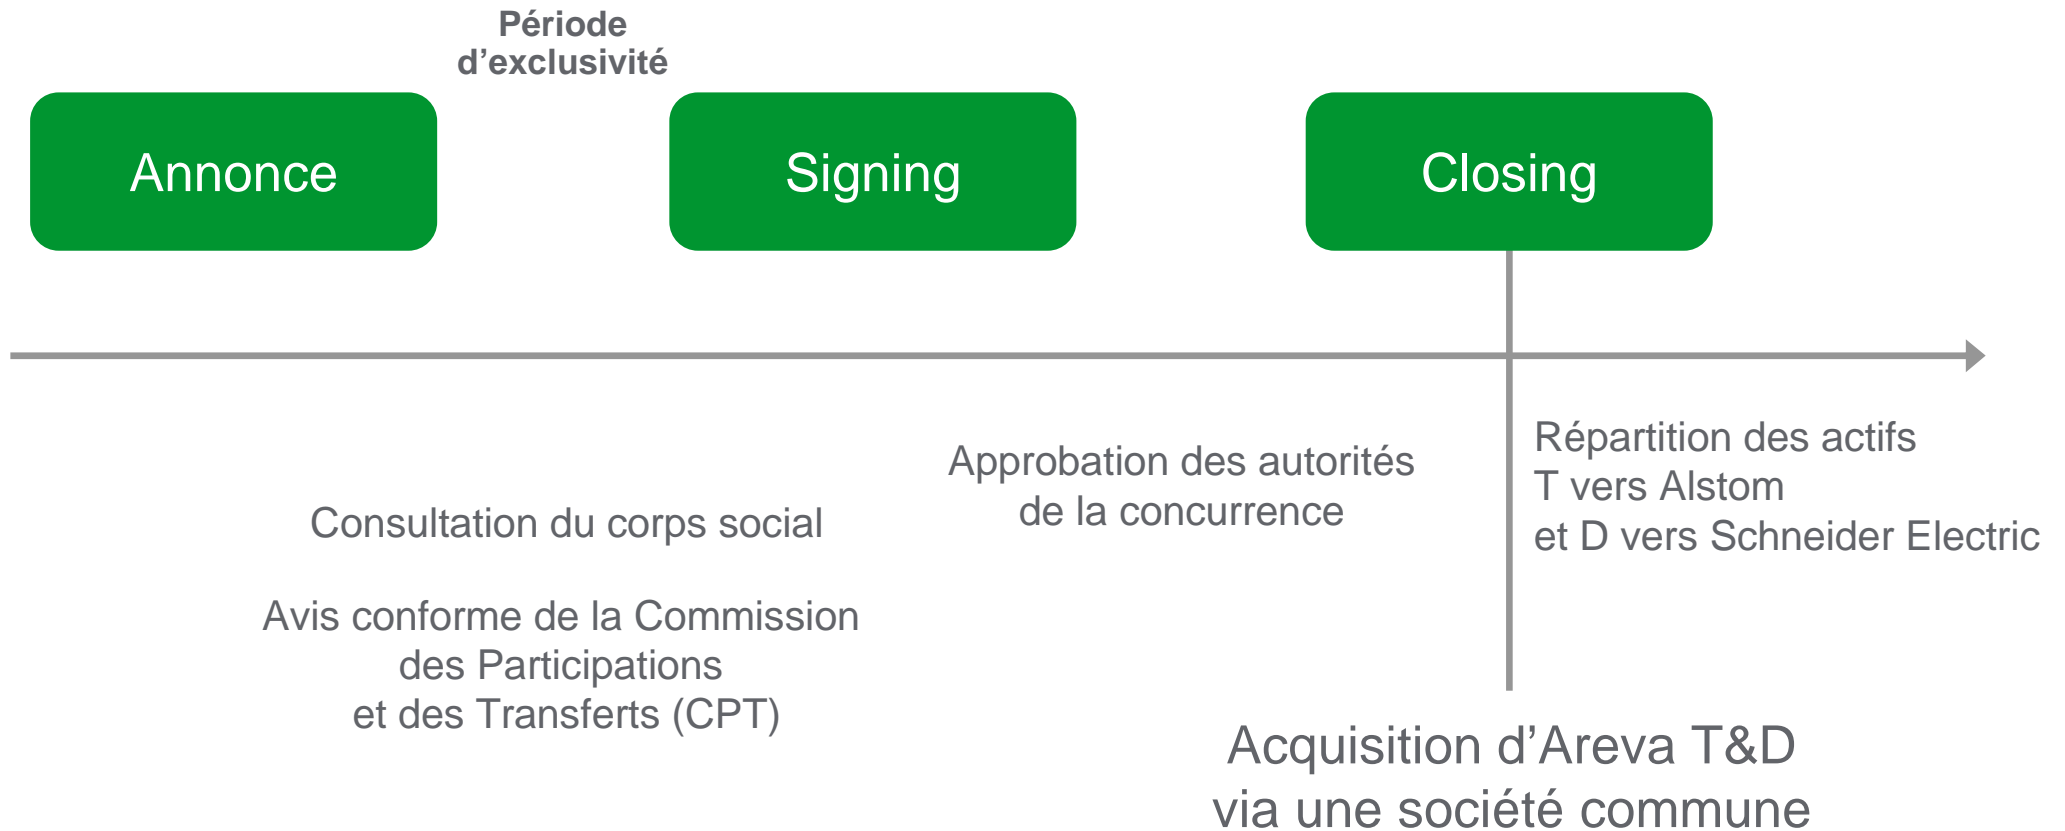 Période
d’exclusivité
Annonce
Signing
Closing
Consultation du corps social
Avis conforme de la Commission
des Participations
et des Transferts (CPT)
Approbation des autorités
de la concurrence
Répartition des actifs
T vers Alstom
et D vers Schneider Electric
Acquisition d’Areva T&D
via une société commune